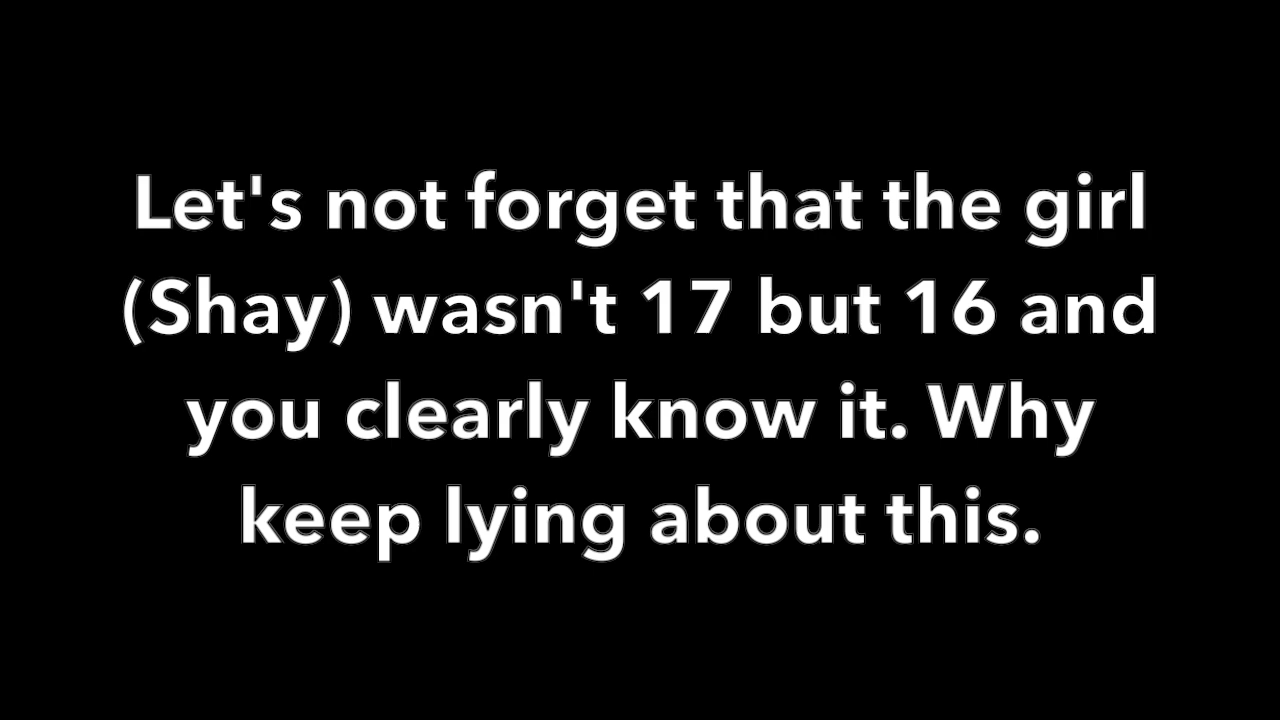 Let's not forget that the girl
(Shay) wasn't 17 but 16 and
you clearly know it. Why
keep lying about this.